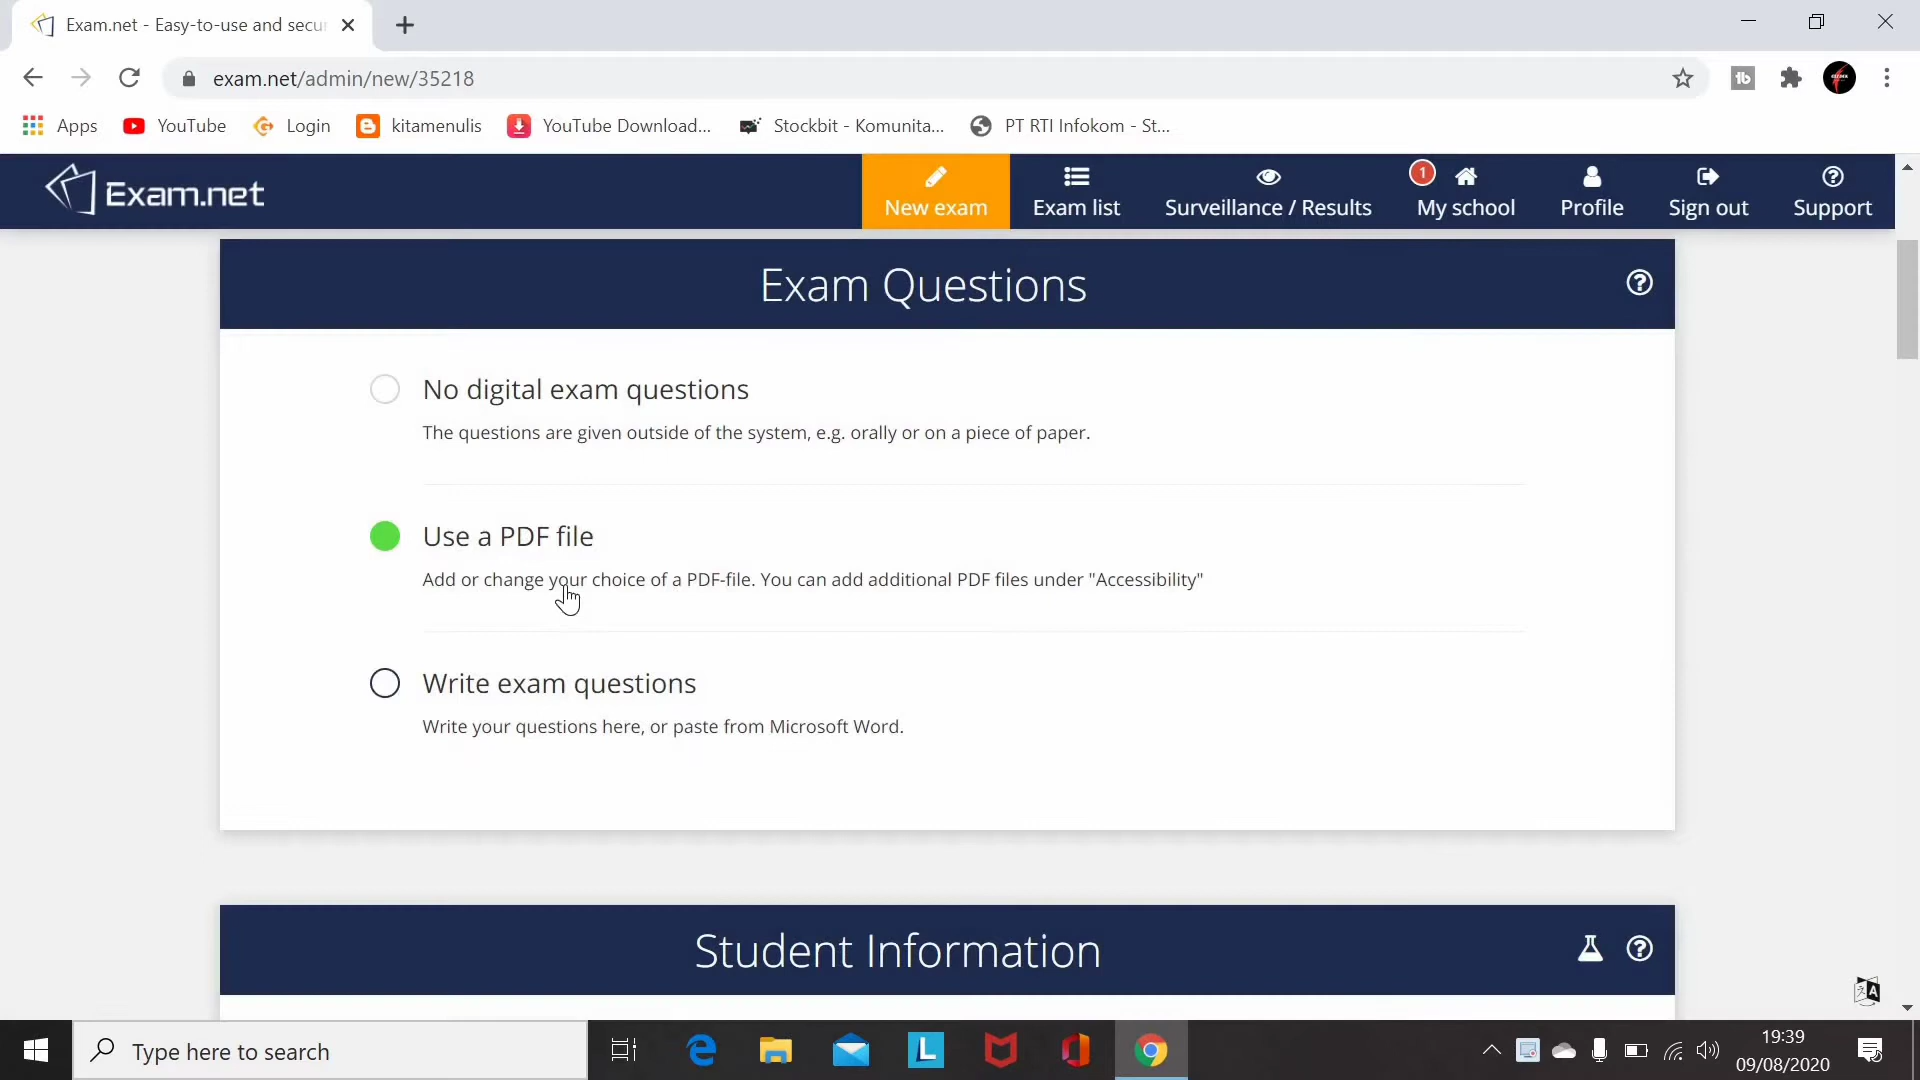 Exam.net - Easy-to-use and secu
exam.net/admin/new/35218
Apps YouTube Login kitamenulis YouTube Download... Stockbit - Komunita... PT RTI Infokom - St...
Exam.net
New exam
Exam list
Surveillance / Results
1
My school
Profile
Sign out
Support
Exam Questions
No digital exam questions
The questions are given outside of the system, e.g. orally or on a piece of paper.
Use a PDF file
Add or change your choice of a PDF-file. You can add additional PDF files under "Accessibility"
Write exam questions
Write your questions here, or paste from Microsoft Word.
Student Information
Type here to search
19:39
09/08/2020